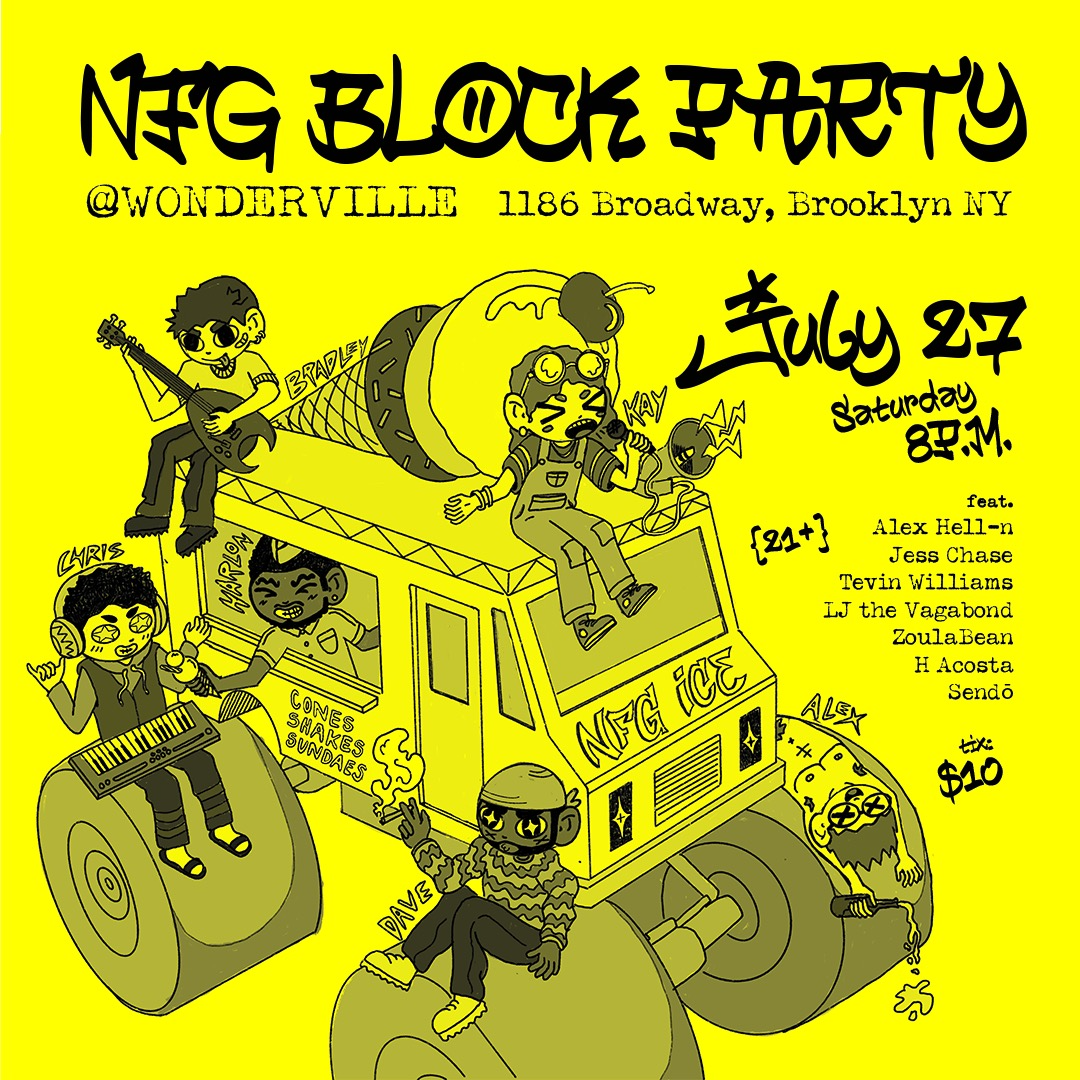 NFG BLOCK PARTY
@WONDERVILLE 1186 Broadway, Brooklyn NY
July 27
Saturday
8P.M.
feat.
{21+}
Alex Hell-n
Jess Chase
Tevin Williams
LJ the Vagabond
ZoulaBean
H Acosta
Sendō
tix:
$10
BRADLEY
KAY
CHRIS
HARLON
CONES
SHAKES
SUNDAES
NFG iCE
ALEX
DAVE